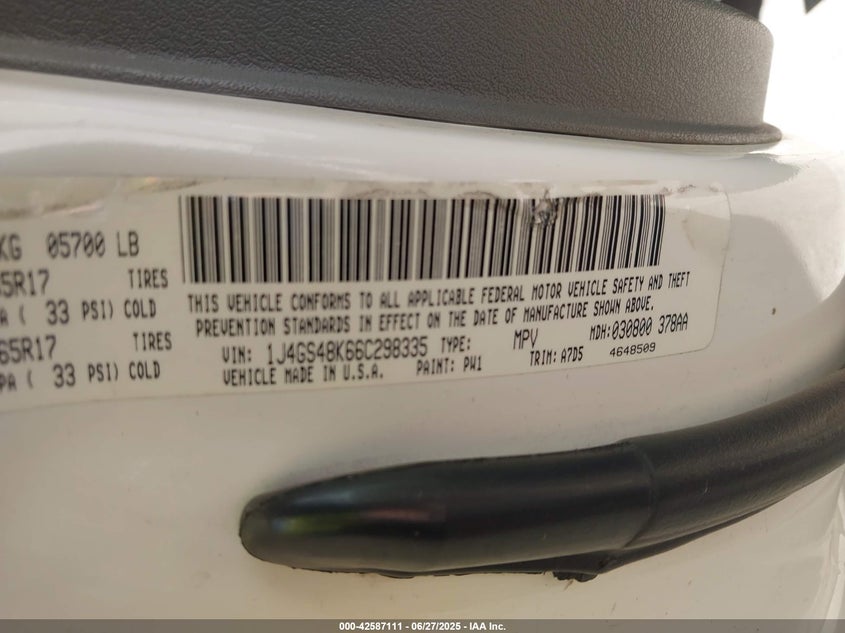 KG 05700 LB
65R17 TIRES
PA ( 33 PSI) COLD
65R17 TIRES
PA ( 33 PSI) COLD
THIS VEHICLE CONFORMS TO ALL APPLICABLE FEDERAL MOTOR VEHICLE SAFETY AND THEFT
PREVENTION STANDARDS IN EFFECT ON THE DATE OF MANUFACTURE SHOWN ABOVE.
VIN: 1J4GS48K66C298335 TYPE: MPV MDH:030800 378AA
VEHICLE MADE IN U.S.A. PAINT: PW1 TRIM: A7D5 4648509
000-42587111 - 06/27/2025 - IAA Inc.